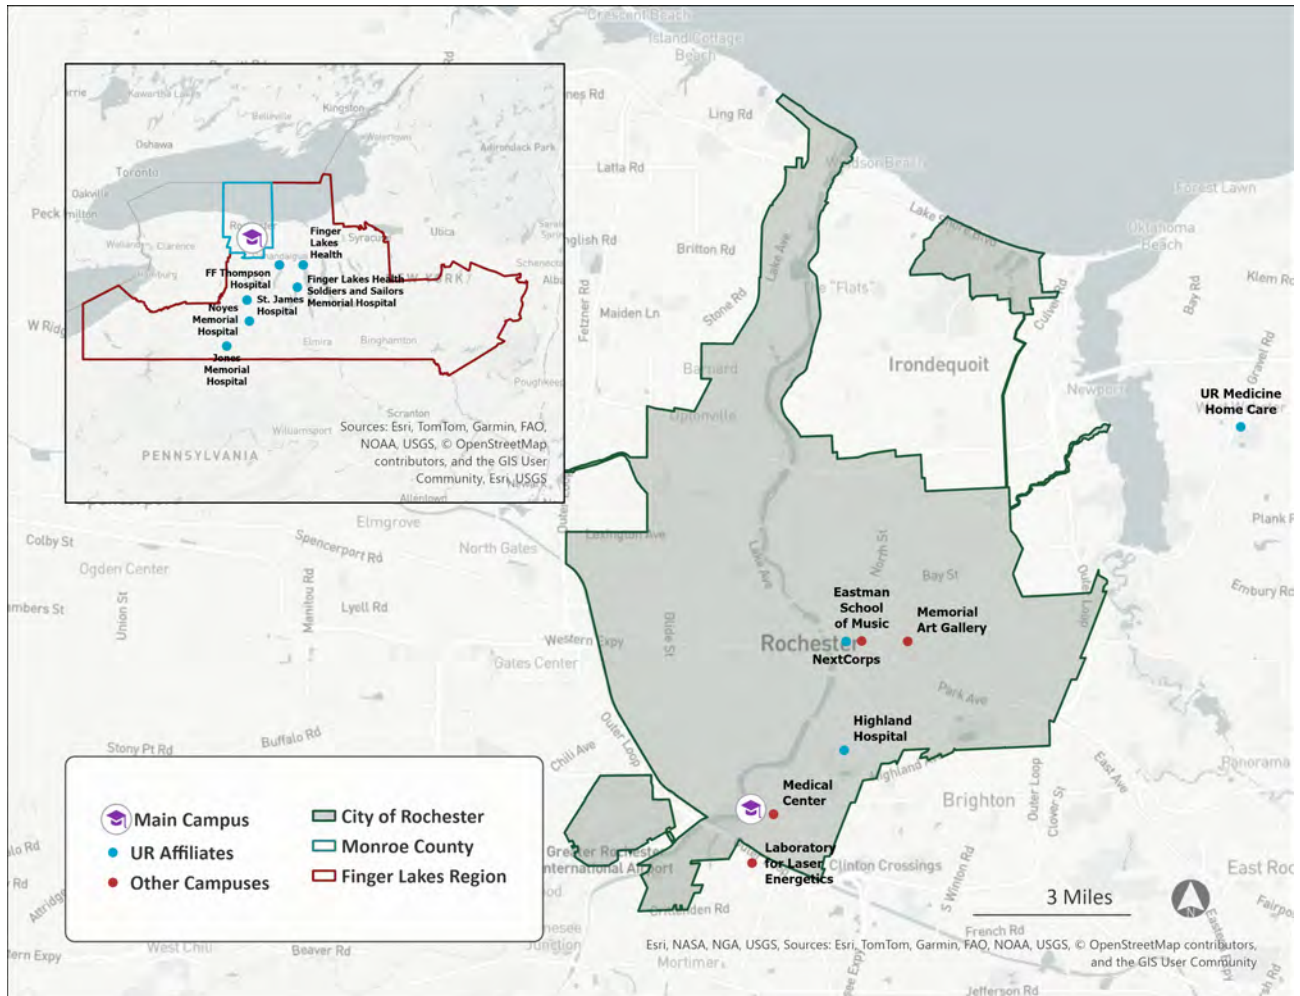 Crescent Beach
Island Cottage
Beach
Ling Rd
Latta Rd
Forest Lawn
Lake Ave
Oklahoma
Beach
Britton Rd
The "Flats"
Culver Rd
Bay Rd
Klem Rd
Fetzner Rd
Maiden Ln
Stone Rd
Barnard
Irondequoit
Newport
Gravel Rd
UR Medicine
Home Care
Kawartha Lakes
Belleville
Kingston
Watertown
Adirondack Park
Oshawa
Toronto
Oakville
Clarence
Syracuse
Utica
Finger
Lakes
Health
FF Thompson
Hospital
Finger Lakes Health
Soldiers and Sailors
Memorial Hospital
St. James
Hospital
Noyes
Memorial
Hospital
Elmira
Binghamton
Jones
Memorial
Hospital
Scranton
Williamsport
PENNSYLVANIA
Allentown
Sources: Esri, TomTom, Garmin, FAO,
NOAA, USGS, © OpenStreetMap
contributors, and the GIS User
Community, Esri, USGS
Elmgrove
Colby St
Ogden Center
Spencerport Rd
North Gates
Lexington Ave
Lake Ave
North St
Bay St
Plank R
Embury Rd
Union St
Manitou Rd
Lyell Rd
Western Expy
Gates Center
Eastman
School
of Music
Memorial
Art Gallery
Rochester
NextCorps
Park Ave
Highland
Hospital
Stony Pt Rd
Buffalo Rd
Chili Ave
Outer Loop
East Ave
Outer Loop
Clover St
Panorama
Brighton
Medical
Center
Laboratory
for Laser
Energetics
Clinton Crossings
Greater Rochester
International Airport
S Winton Rd
East Roc
Main Campus
UR Affiliates
Other Campuses
City of Rochester
Monroe County
Finger Lakes Region
3 Miles
N
Crittenden Rd
French Rd
West Chili
Beaver Rd
Junction
Mortimer
Jefferson Rd
Esri, NASA, NGA, USGS, Sources: Esri, TomTom, Garmin, FAO, NOAA, USGS, © OpenStreetMap contributors,
and the GIS User Community